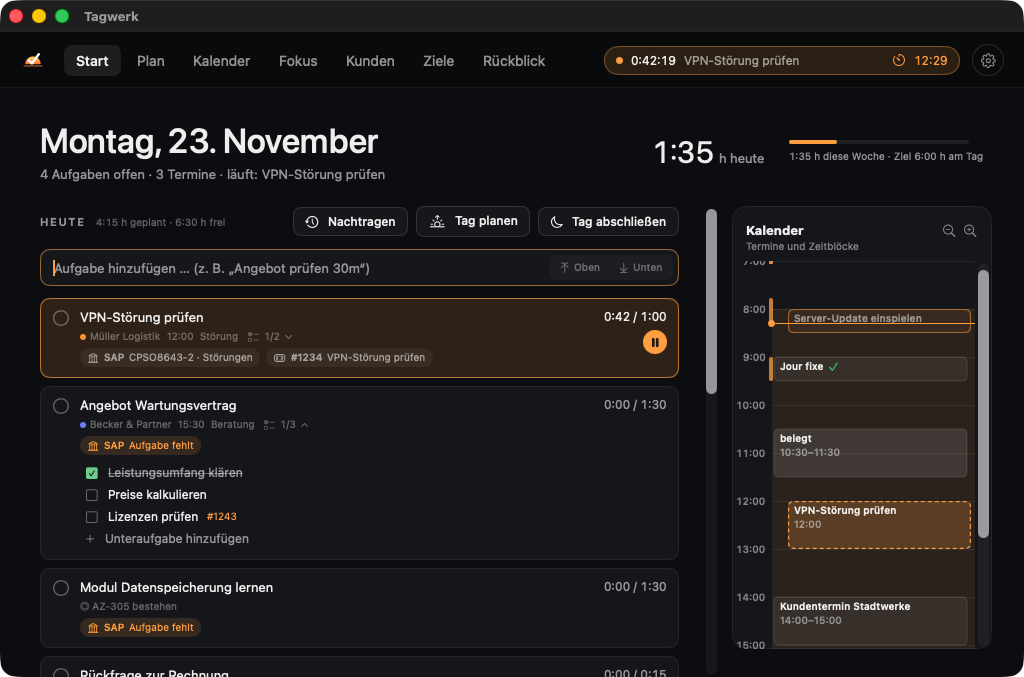 Tagwerk
Start Plan Kalender Fokus Kunden Ziele Rückblick
0:42:19 VPN-Störung prüfen 12:29
Montag, 23. November
4 Aufgaben offen · 3 Termine · läuft: VPN-Störung prüfen
1:35 h heute
1:35 h diese Woche · Ziel 6:00 h am Tag
HEUTE 4:15 h geplant · 6:30 h frei
Nachtragen
Tag planen
Tag abschließen
Aufgabe hinzufügen ... (z. B. „Angebot prüfen 30m“)
Oben
Unten
VPN-Störung prüfen 0:42 / 1:00
Müller Logistik 12:00 Störung 1/2
SAP CPSO8643-2 · Störungen #1234 VPN-Störung prüfen
Angebot Wartungsvertrag 0:00 / 1:30
Becker & Partner 15:30 Beratung 1/3
SAP Aufgabe fehlt
Leistungsumfang klären
Preise kalkulieren
Lizenzen prüfen #1243
+ Unteraufgabe hinzufügen
Modul Datenspeicherung lernen 0:00 / 1:30
AZ-305 bestehen
SAP Aufgabe fehlt
Rückfrage zur Rechnung 0:00 / 0:15
Kalender
Termine und Zeitblöcke
7:00
8:00
Server-Update einspielen
9:00
Jour fixe
10:00
belegt
10:30–11:30
11:00
12:00
VPN-Störung prüfen
12:00
13:00
14:00
Kundentermin Stadtwerke
14:00–15:00
15:00